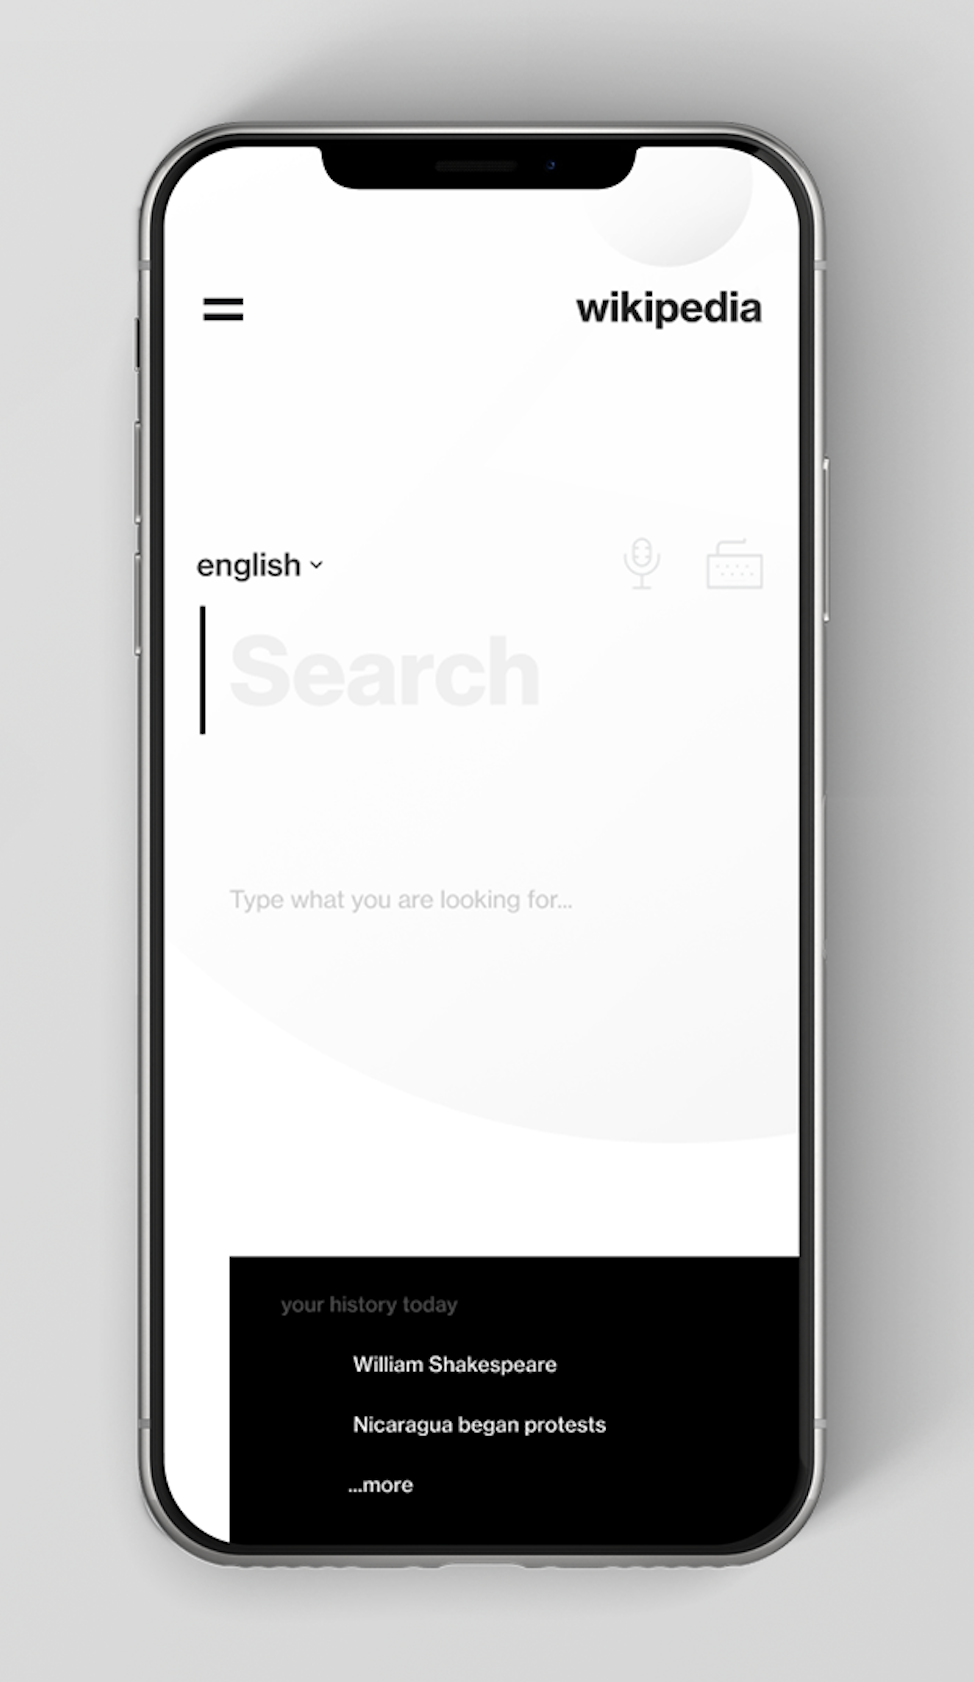 wikipedia
english
Search
Type what you are looking for...
your history today
William Shakespeare
Nicaragua began protests
...more